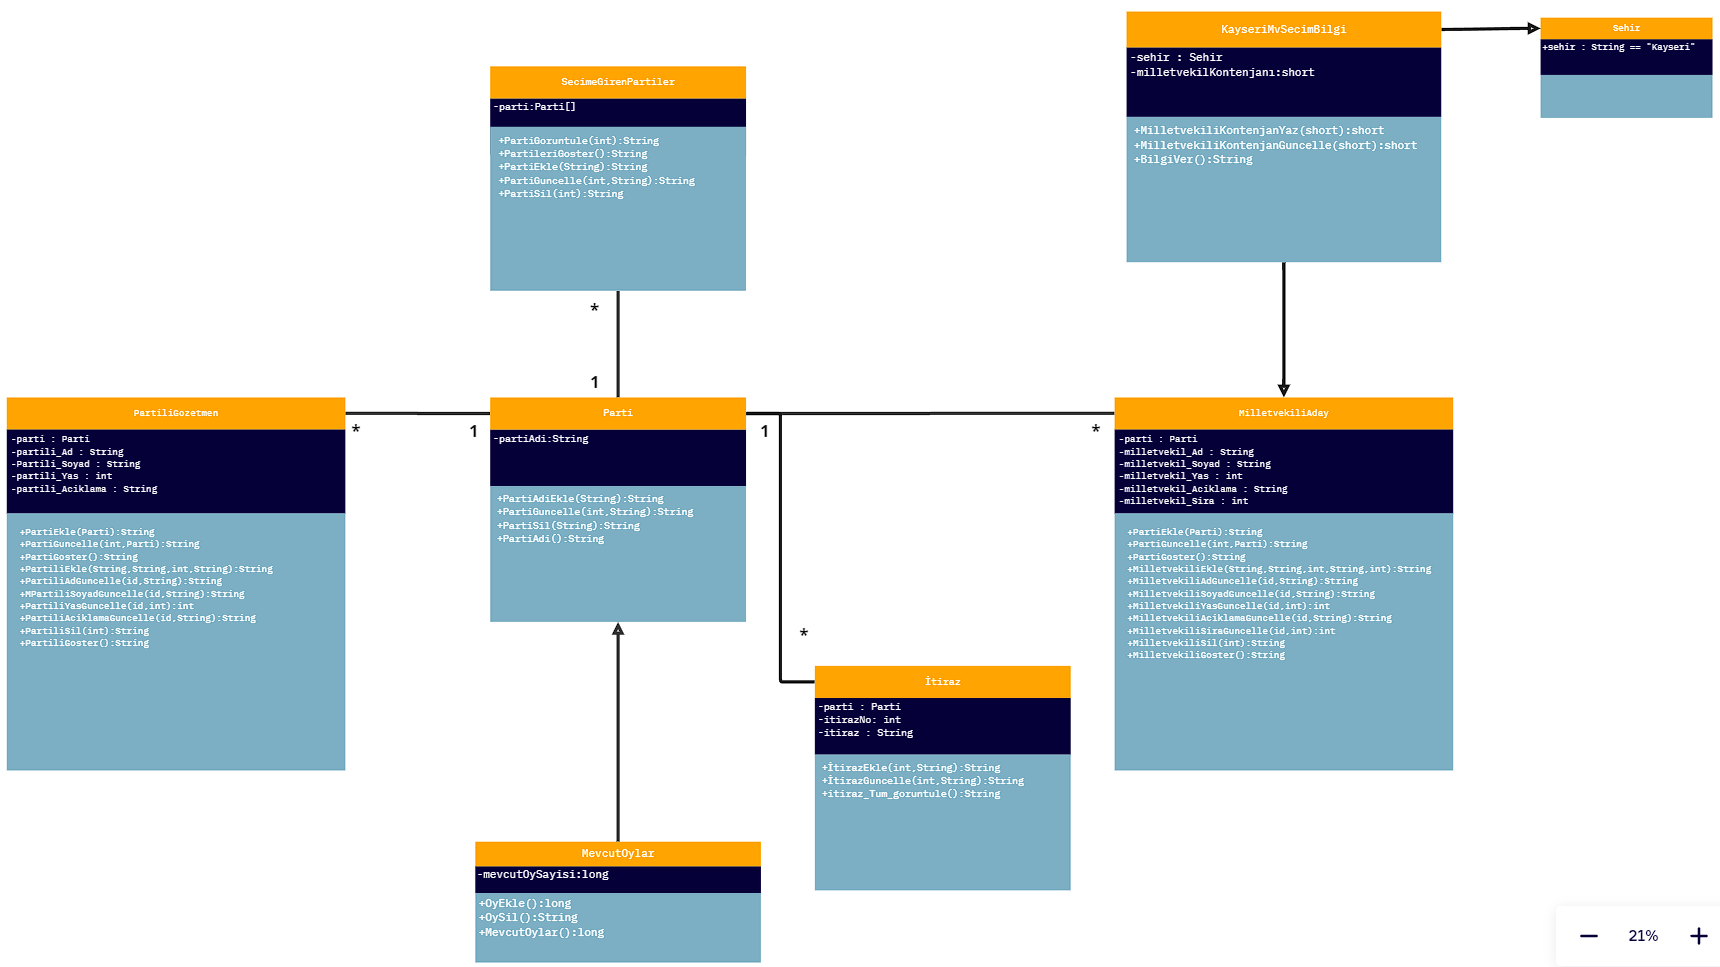 SecimeGirenPartiler
-parti:Parti[]
+PartiGoruntule(int):String
+PartileriGoster():String
+PartiEkle(String):String
+PartiGuncelle(int,String):String
+PartiSil(int):String
KayseriMvSecimBilgi
-sehir : Sehir
-milletvekilKontenjanı:short
+MilletvekiliKontenjanYaz(short):short
+MilletvekiliKontenjanGuncelle(short):short
+BilgiVer():String
Sehir
+sehir : String == "Kayseri"
*
1
PartiliGozetmen
-parti : Parti
-partili_Ad : String
-Partili_Soyad : String
-partili_Yas : int
-partili_Aciklama : String
+PartiEkle(Parti):String
+PartiGuncelle(int,Parti):String
+PartiGoster():String
+PartiliEkle(String,String,int,String):String
+PartiliAdGuncelle(id,String):String
+MPartiliSoyadGuncelle(id,String):String
+PartiliYasGuncelle(id,int):int
+PartiliAciklamaGuncelle(id,String):String
+PartiliSil(int):String
+PartiliGoster():String
*
1
Parti
-partiAdi:String
+PartiAdiEkle(String):String
+PartiGuncelle(int,String):String
+PartiSil(String):String
+PartiAdi():String
1
*
MilletvekiliAday
-parti : Parti
-milletvekil_Ad : String
-milletvekil_Soyad : String
-milletvekil_Yas : int
-milletvekil_Aciklama : String
-milletvekil_Sira : int
+PartiEkle(Parti):String
+PartiGuncelle(int,Parti):String
+PartiGoster():String
+MilletvekiliEkle(String,String,int,String,int):String
+MilletvekiliAdGuncelle(id,String):String
+MilletvekiliSoyadGuncelle(id,String):String
+MilletvekiliYasGuncelle(id,int):int
+MilletvekiliAciklamaGuncelle(id,String):String
+MilletvekiliSiraGuncelle(id,int):int
+MilletvekiliSil(int):String
+MilletvekiliGoster():String
*
İtiraz
-parti : Parti
-itirazNo: int
-itiraz : String
+İtirazEkle(int,String):String
+İtirazGuncelle(int,String):String
+itiraz_Tum_goruntule():String
MevcutOylar
-mevcutOySayisi:long
+OyEkle():long
+OySil():String
+MevcutOylar():long
21%